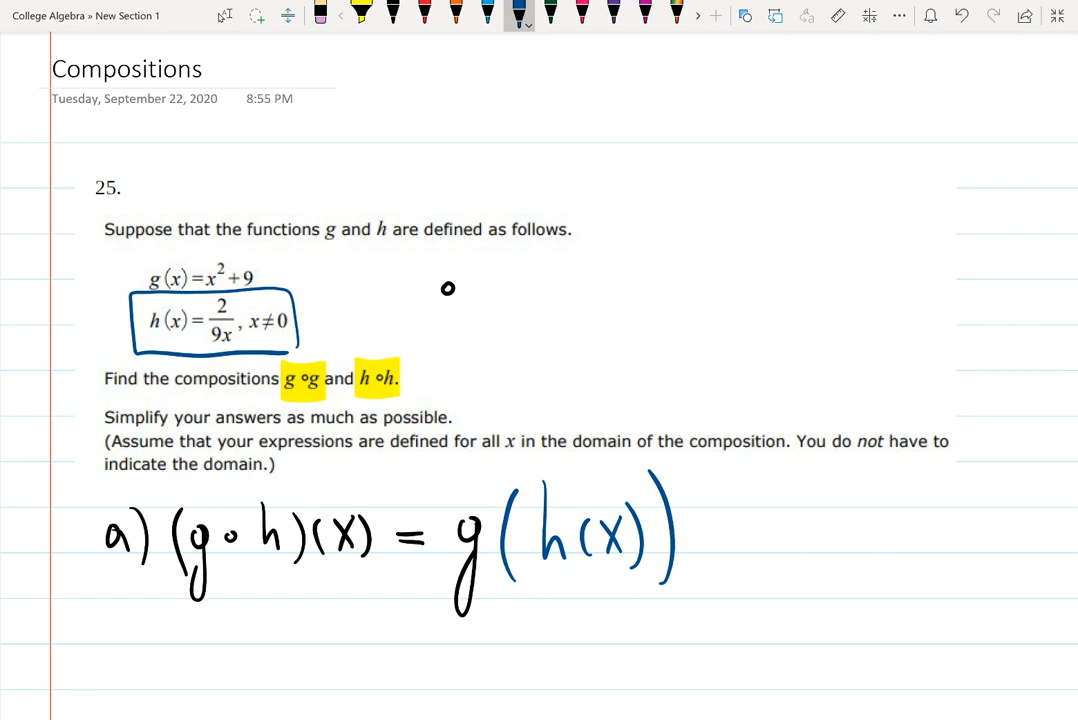 College Algebra » New Section 1
Compositions
Tuesday, September 22, 2020 8:55 PM
25.
Suppose that the functions g and h are defined as follows.
g(x)=x²+9
h(x)=2/9x, x≠0
Find the compositions g∘g and h∘h.
Simplify your answers as much as possible.
(Assume that your expressions are defined for all x in the domain of the composition. You do not have to
indicate the domain.)
a) (g∘h)(x) = g(h(x))